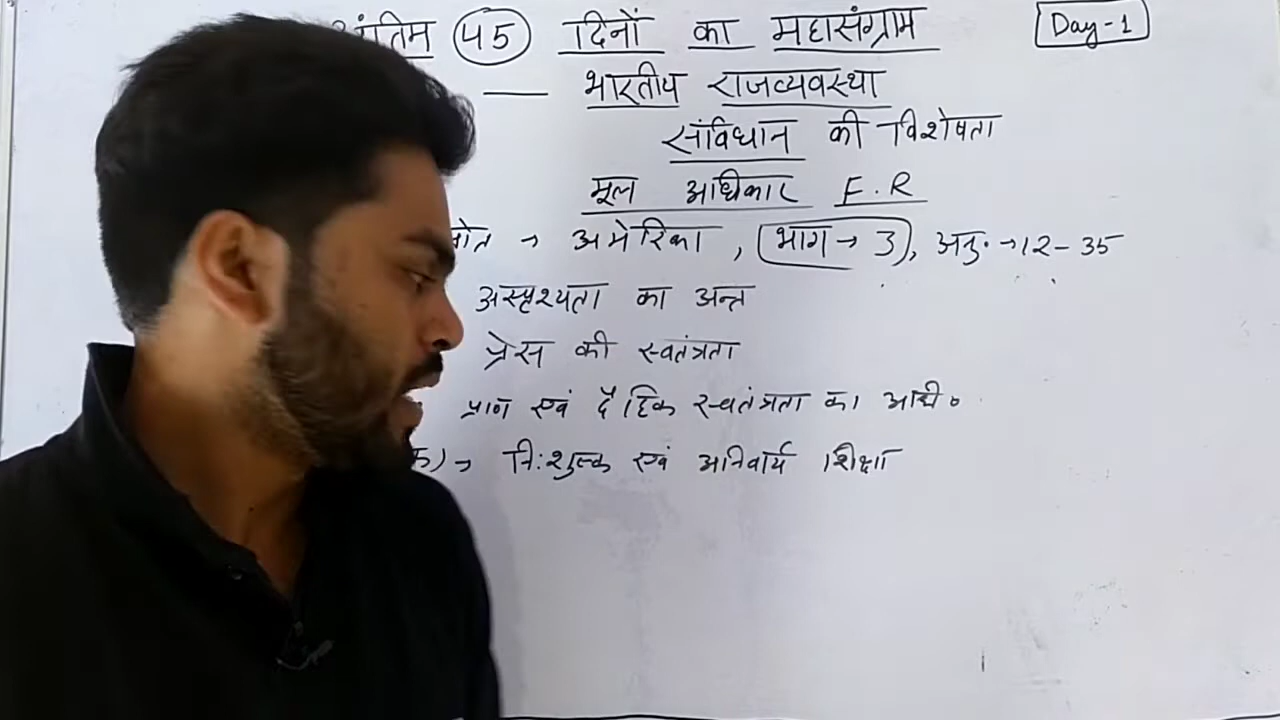 अंतिम 45 दिनों का महासंग्राम Day-1
भारतीय राजव्यवस्था
संविधान की विशेषता
मूल अधिकार F.R
स्रोत → अमेरिका, भाग → 3, अनु॰ → 12-35
अस्पृश्यता का अन्त
प्रेस की स्वतंत्रता
प्राण एवं दैहिक स्वतंत्रता का अधि॰
क) → नि:शुल्क एवं अनिवार्य शिक्षा